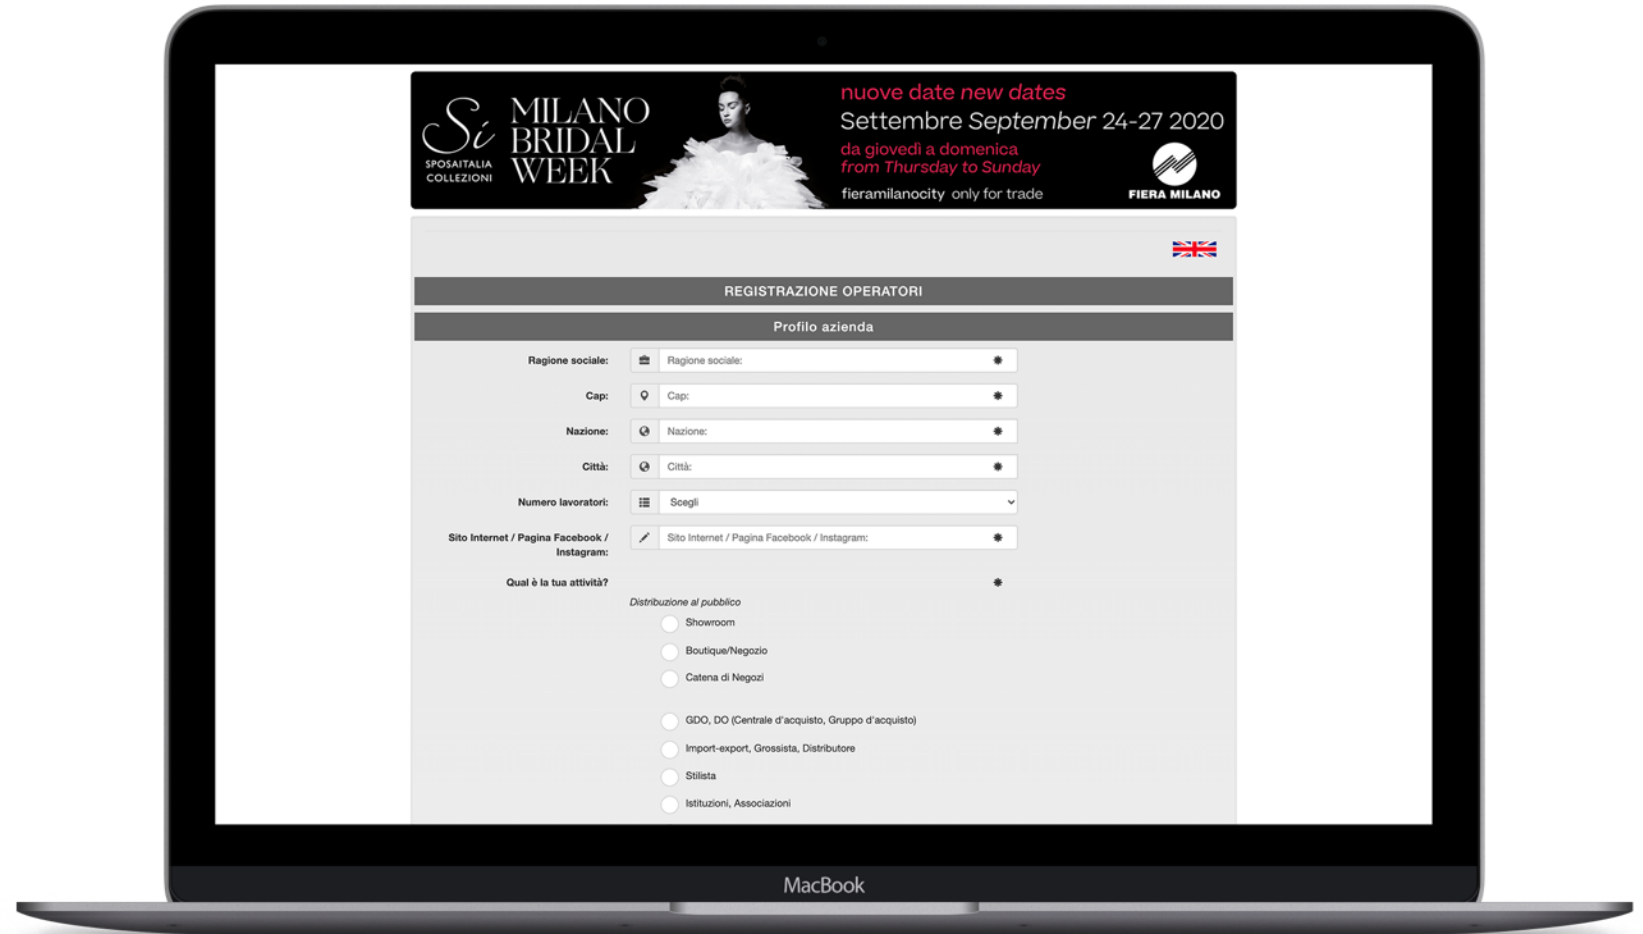 Sì
SPOSAITALIA
COLLEZIONI
MILANO
BRIDAL
WEEK
nuove date new dates
Settembre September 24-27 2020
da giovedì a domenica
from Thursday to Sunday
fieramilanocity only for trade
FIERA MILANO
REGISTRAZIONE OPERATORI
Profilo azienda
Ragione sociale: Ragione sociale:
Cap: Cap:
Nazione: Nazione:
Città: Città:
Numero lavoratori: Scegli
Sito Internet / Pagina Facebook / Sito Internet / Pagina Facebook / Instagram:
Instagram:
Qual è la tua attività?
Distribuzione al pubblico
Showroom
Boutique/Negozio
Catena di Negozi
GDO, DO (Centrale d'acquisto, Gruppo d'acquisto)
Import-export, Grossista, Distributore
Stilista
Istituzioni, Associazioni
MacBook